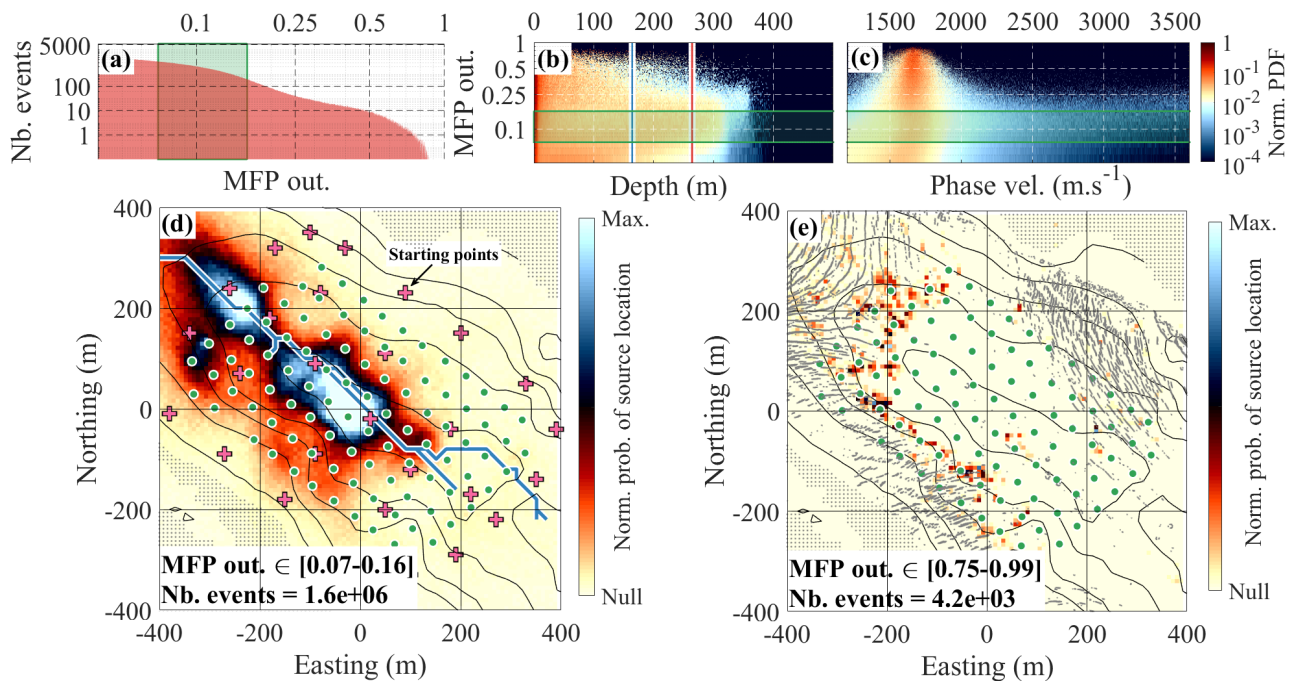 0.1 0.25 0.5 1
5000
100
10
1
Nb. events
(a)
MFP out.
0 100 200 300 400
1
0.5
0.25
0.1
MFP out.
(b)
Depth (m)
1500 2000 2500 3000 3500
(c)
Phase vel. (m.s-1)
1
10-1
10-2
10-3
10-4
Norm. PDF
(d)
400
200
0
-200
-400
Northing (m)
Starting points
MFP out. ∈ [0.07-0.16]
Nb. events = 1.6e+06
-400 -200 0 200 400
Easting (m)
Max.
Norm. prob. of source location
Null
(e)
400
200
0
-200
-400
Northing (m)
MFP out. ∈ [0.75-0.99]
Nb. events = 4.2e+03
-400 -200 0 200 400
Easting (m)
Max.
Norm. prob. of source location
Null